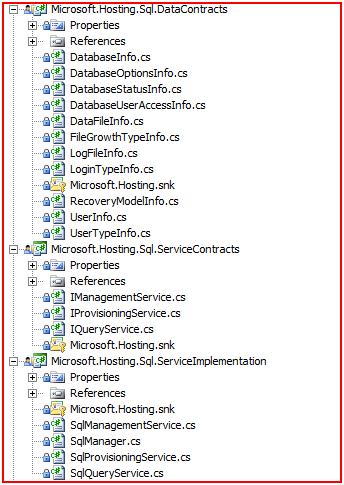 Microsoft.Hosting.Sql.DataContracts
Properties
References
DatabaseInfo.cs
DatabaseOptionsInfo.cs
DatabaseStatusInfo.cs
DatabaseUserAccessInfo.cs
DataFileInfo.cs
FileGrowthTypeInfo.cs
LogFileInfo.cs
LoginTypeInfo.cs
Microsoft.Hosting.snk
RecoveryModelInfo.cs
UserInfo.cs
UserTypeInfo.cs
Microsoft.Hosting.Sql.ServiceContracts
Properties
References
IManagementService.cs
IProvisioningService.cs
IQueryService.cs
Microsoft.Hosting.snk
Microsoft.Hosting.Sql.ServiceImplementation
Properties
References
Microsoft.Hosting.snk
SqlManagementService.cs
SqlManager.cs
SqlProvisioningService.cs
SqlQueryService.cs